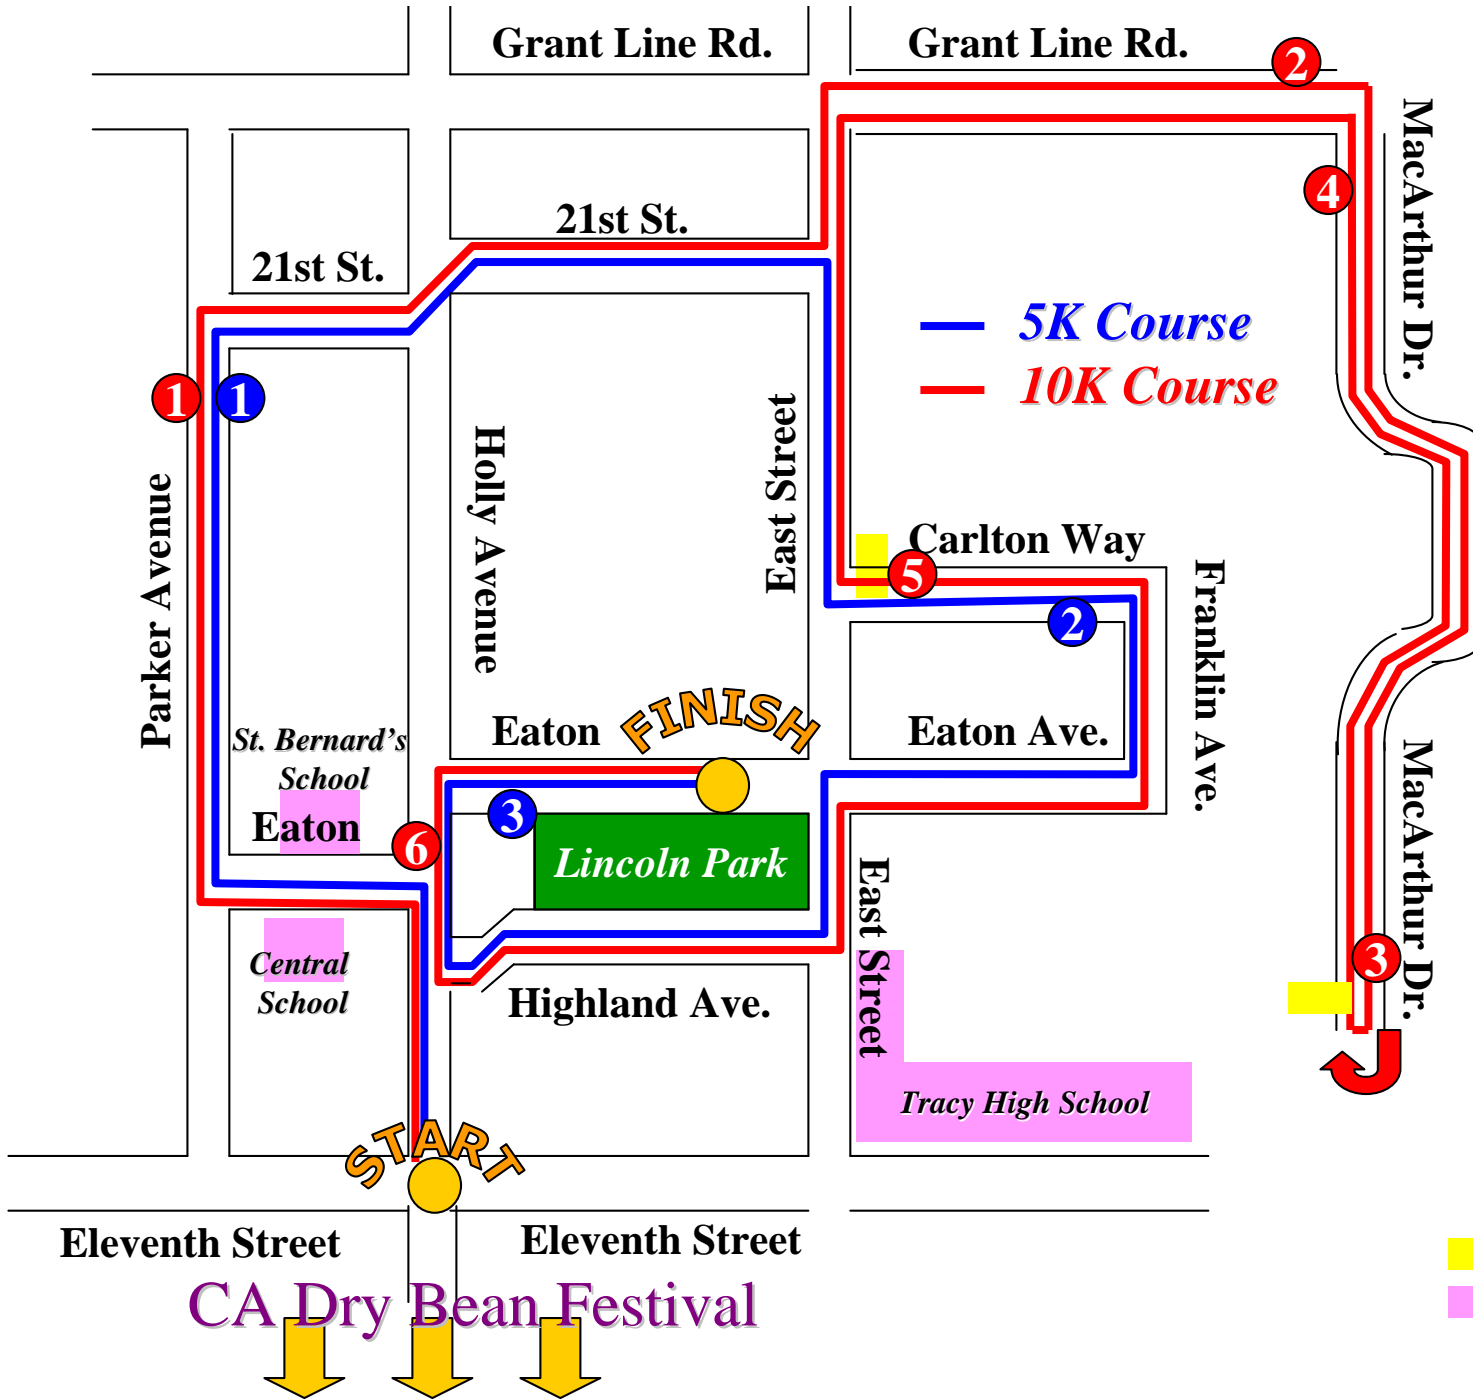 Grant Line Rd.
Grant Line Rd.
2
MacArthur Dr.
4
21st St.
21st St.
5K Course
10K Course
1
1
Holly Avenue
East Street
Parker Avenue
Carlton Way
5
Franklin Ave.
2
FINISH
Eaton
Eaton Ave.
St. Bernard's
School
Eaton
3
6
Lincoln Park
MacArthur Dr.
East Street
3
Central
School
Highland Ave.
Tracy High School
START
Eleventh Street
Eleventh Street
CA Dry Bean Festival